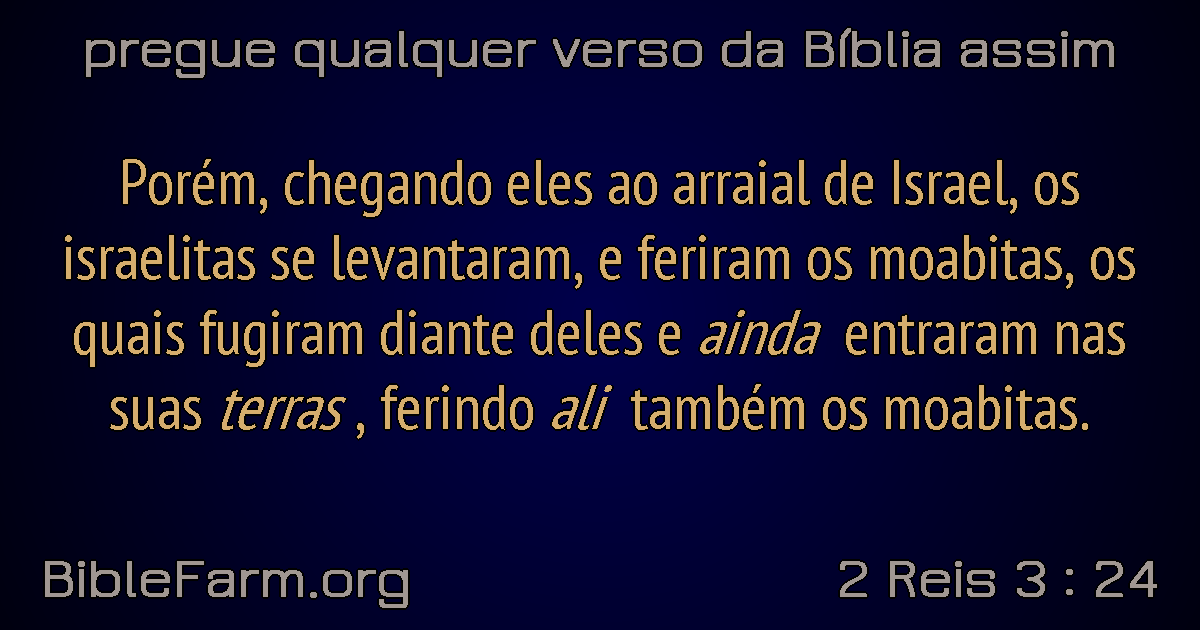 pregue qualquer verso da Bíblia assim
Porém, chegando eles ao arraial de Israel, os
israelitas se levantaram, e feriram os moabitas, os
quais fugiram diante deles e ainda entraram nas
suas terras , ferindo ali também os moabitas.
BibleFarm.org
2 Reis 3 : 24